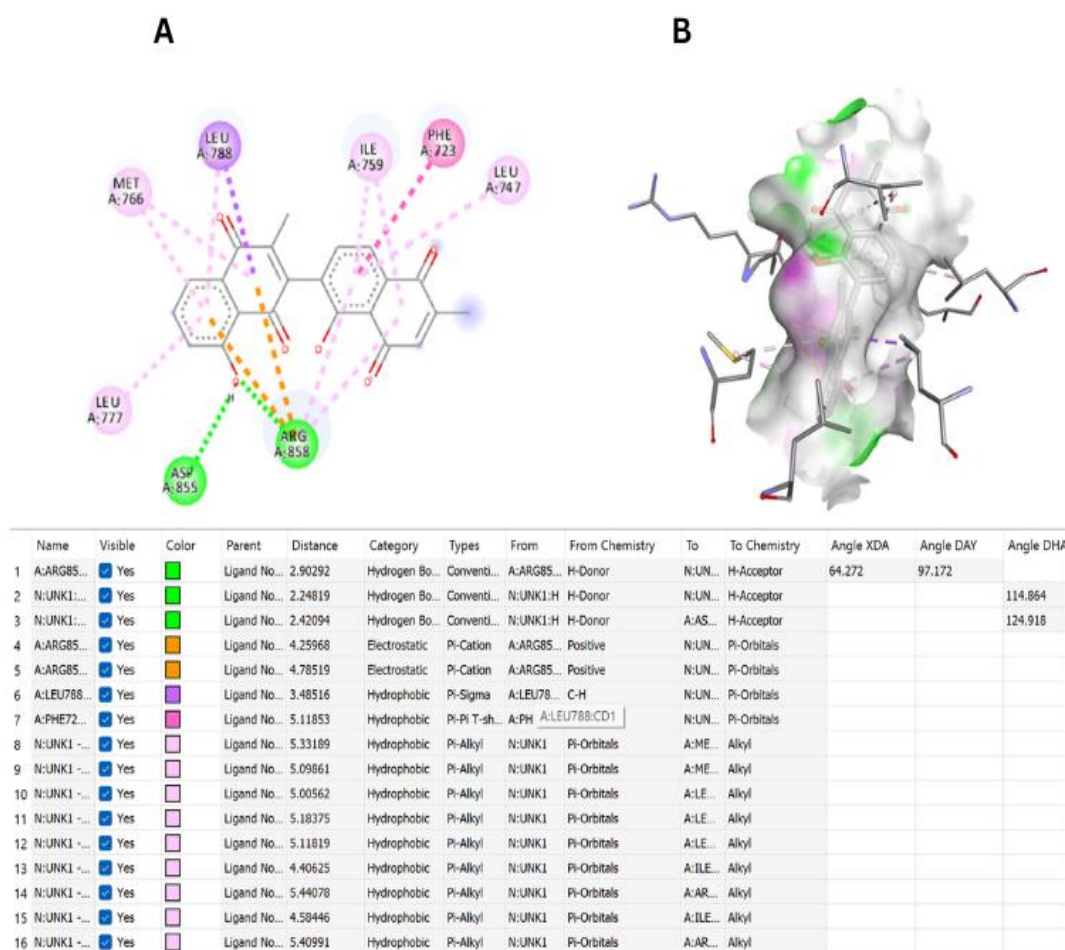 A
B
LEU
A:788
ILE
A:759
PHE
A:723
MET
A:766
LEU
A:747
O
O
O
O
O
O
H
LEU
A:777
ARG
A:858
ASP
A:855
Name Visible Color Parent Distance Category Types From From Chemistry To To Chemistry Angle XDA Angle DAY Angle DHA
1 A:ARG85... Yes Ligand No... 2.90292 Hydrogen Bo... Conventi... A:ARG85... H-Donor N:UN... H-Acceptor 64.272 97.172
2 N:UNK1:... Yes Ligand No... 2.24819 Hydrogen Bo... Conventi... N:UNK1:H H-Donor N:UN... H-Acceptor 114.864
3 N:UNK1:... Yes Ligand No... 2.42094 Hydrogen Bo... Conventi... N:UNK1:H H-Donor A:AS... H-Acceptor 124.918
4 A:ARG85... Yes Ligand No... 4.25968 Electrostatic Pi-Cation A:ARG85... Positive N:UN... Pi-Orbitals
5 A:ARG85... Yes Ligand No... 4.78519 Electrostatic Pi-Cation A:ARG85... Positive N:UN... Pi-Orbitals
6 A:LEU788... Yes Ligand No... 3.48516 Hydrophobic Pi-Sigma A:LEU78... C-H N:UN... Pi-Orbitals
7 A:PHE72... Yes Ligand No... 5.11853 Hydrophobic Pi-Pi T-sh... A:PH A:LEU788:CD1 N:UN... Pi-Orbitals
8 N:UNK1 -... Yes Ligand No... 5.33189 Hydrophobic Pi-Alkyl N:UNK1 Pi-Orbitals A:ME... Alkyl
9 N:UNK1 -... Yes Ligand No... 5.09861 Hydrophobic Pi-Alkyl N:UNK1 Pi-Orbitals A:ME... Alkyl
10 N:UNK1 -... Yes Ligand No... 5.00562 Hydrophobic Pi-Alkyl N:UNK1 Pi-Orbitals A:LE... Alkyl
11 N:UNK1 -... Yes Ligand No... 5.18375 Hydrophobic Pi-Alkyl N:UNK1 Pi-Orbitals A:LE... Alkyl
12 N:UNK1 -... Yes Ligand No... 5.11819 Hydrophobic Pi-Alkyl N:UNK1 Pi-Orbitals A:LE... Alkyl
13 N:UNK1 -... Yes Ligand No... 4.40625 Hydrophobic Pi-Alkyl N:UNK1 Pi-Orbitals A:ILE... Alkyl
14 N:UNK1 -... Yes Ligand No... 5.44078 Hydrophobic Pi-Alkyl N:UNK1 Pi-Orbitals A:AR... Alkyl
15 N:UNK1 -... Yes Ligand No... 4.58446 Hydrophobic Pi-Alkyl N:UNK1 Pi-Orbitals A:ILE... Alkyl
16 N:UNK1 -... Yes Ligand No... 5.40991 Hydrophobic Pi-Alkyl N:UNK1 Pi-Orbitals A:AR... Alkyl